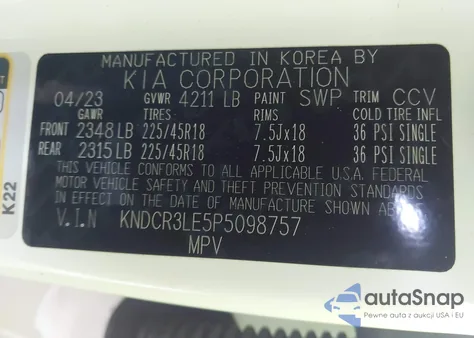 MANUFACTURED IN KOREA BY
KIA CORPORATION
04/23 GVWR 4211 LB PAINT SWP TRIM CCV
GAWR TIRES RIMS COLD TIRE INFL
FRONT 2348 LB 225/45R18 7.5Jx18 36 PSI SINGLE
REAR 2315 LB 225/45R18 7.5Jx18 36 PSI SINGLE
THIS VEHICLE CONFORMS TO ALL APPLICABLE U.S.A. FEDERAL
MOTOR VEHICLE SAFETY AND THEFT PREVENTION STANDARDS
IN EFFECT ON THE DATE OF MANUFACTURE SHOWN ABOVE
V.I.N KNDCR3LE5P5098757
MPV
K22
autaSnap
Pewne auta z aukcji USA i EU